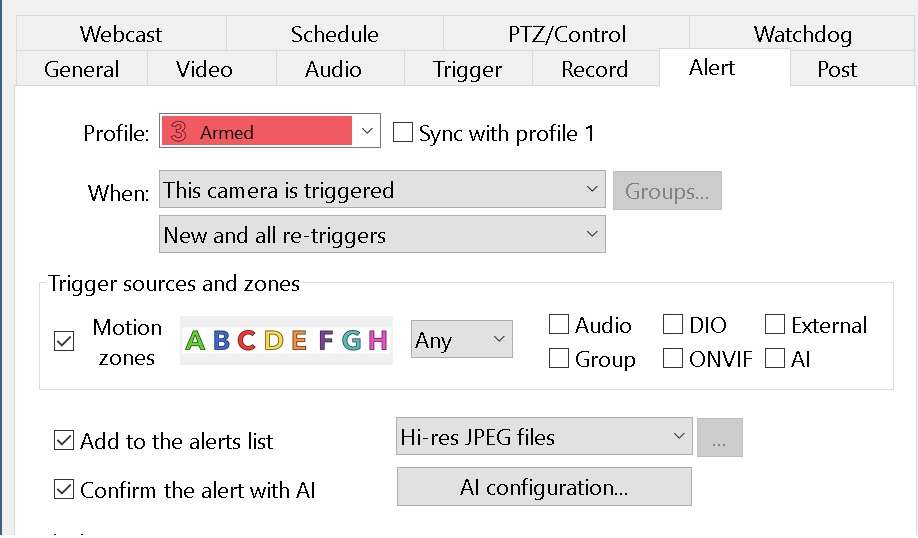 Webcast Schedule PTZ/Control Watchdog
General Video Audio Trigger Record Alert Post
Profile: 3 Armed Sync with profile 1
When: This camera is triggered Groups...
New and all re-triggers
Trigger sources and zones
Motion zones A B C D E F G H Any
Audio DIO External
Group ONVIF AI
Add to the alerts list Hi-res JPEG files ...
Confirm the alert with AI AI configuration...